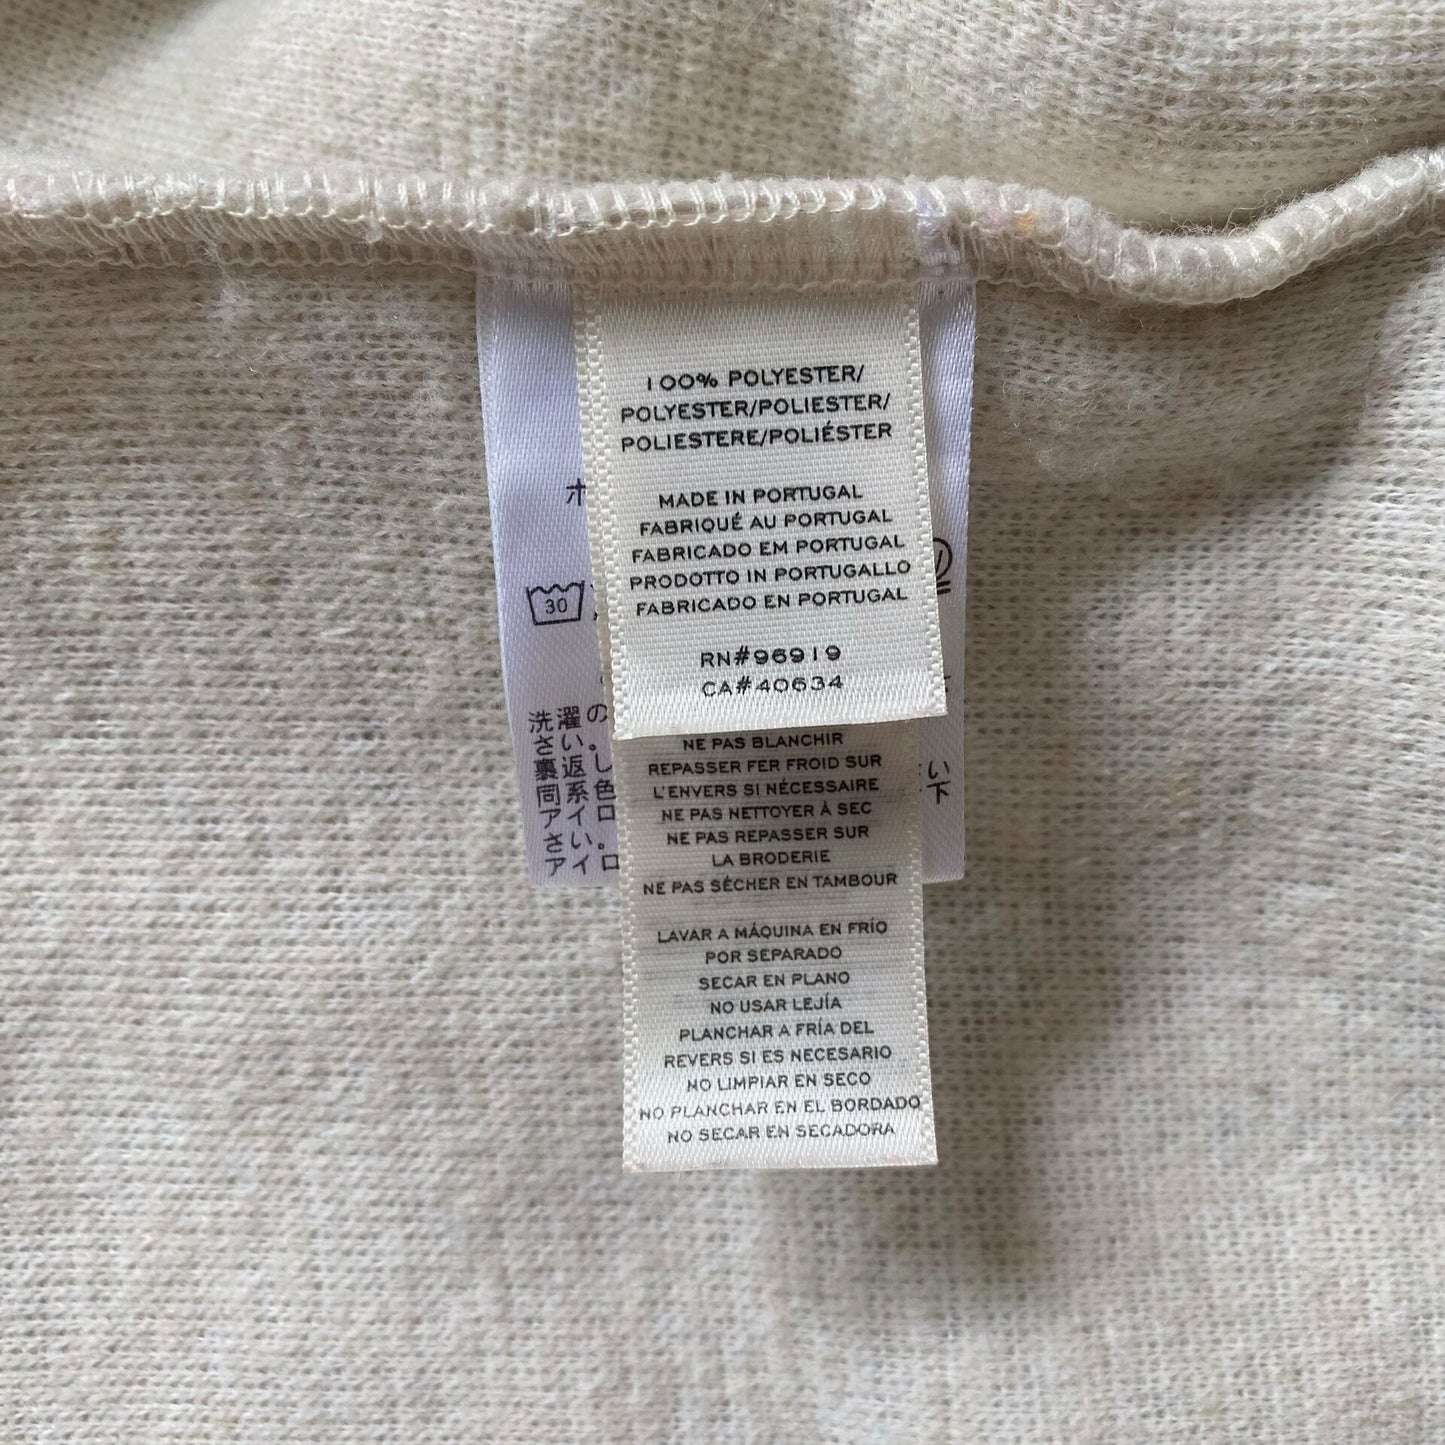 100% POLYESTER/
POLYESTER/POLIESTER/
POLIESTERE/POLIÉSTER
MADE IN PORTUGAL
FABRIQUÉ AU PORTUGAL
FABRICADO EM PORTUGAL
PRODOTTO IN PORTUGALLO
FABRICADO EN PORTUGAL
RN#96919
CA#40634
NE PAS BLANCHIR
REPASSER FER FROID SUR
L'ENVERS SI NÉCESSAIRE
NE PAS NETTOYER À SEC
NE PAS REPASSER SUR
LA BRODERIE
NE PAS SÉCHER EN TAMBOUR
LAVAR A MÁQUINA EN FRÍO
POR SEPARADO
SECAR EN PLANO
NO USAR LEJÍA
PLANCHAR A FRÍA DEL
REVERS SI ES NECESARIO
NO LIMPIAR EN SECO
NO PLANCHAR EN EL BORDADO
NO SECAR EN SECADORA
30
洗濯の
さい。
裏返し い
同系色 下
アイロ
さい。
アイロ